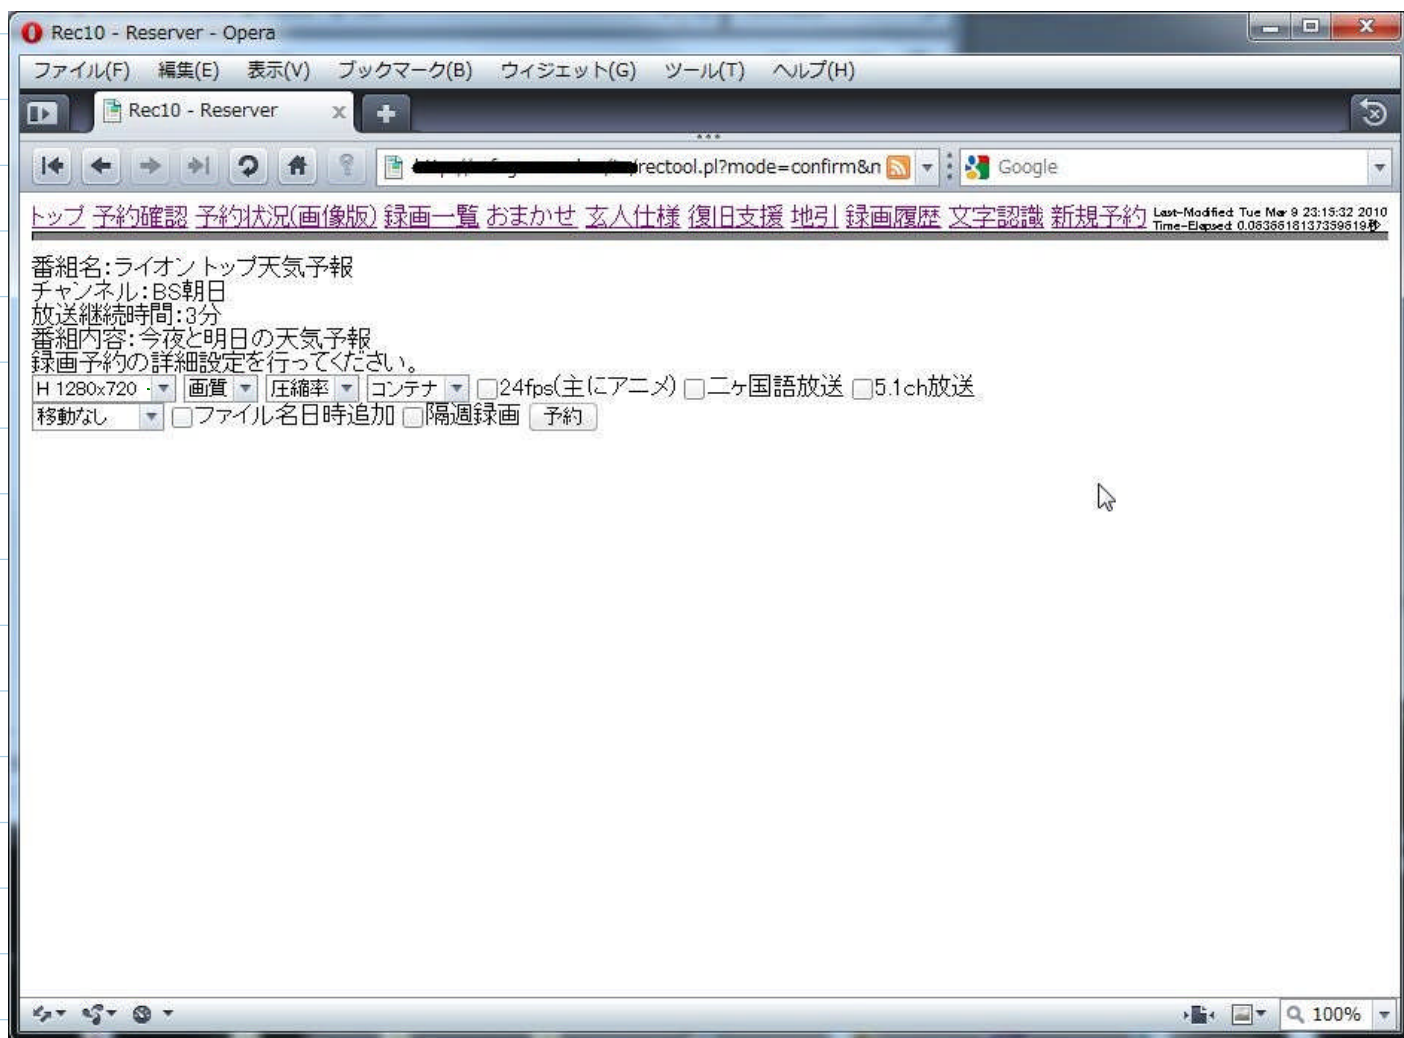 Rec10 - Reserver - Opera
ファイル(F) 編集(E) 表示(V) ブックマーク(B) ウィジェット(G) ツール(T) ヘルプ(H)
Rec10 - Reserver
rectool.pl?mode=confirm&n Google
トップ 予約確認 予約状況(画像版) 録画一覧 おまかせ 玄人仕様 復旧支援 地引 録画履歴 文字認識 新規予約
Last-Modified: Tue Mar 9 23:15:32 2010
番組名:ライオントップ天気予報
チャンネル:BS朝日
放送継続時間:3分
番組内容:今夜と明日の天気予報
録画予約の詳細設定を行ってください。
H 1280x720 - 画質 圧縮率 コンテナ 24fps(主にアニメ) 二ヶ国語放送 5.1ch放送
移動なし ファイル名日時追加 隔週録画 予約
100%